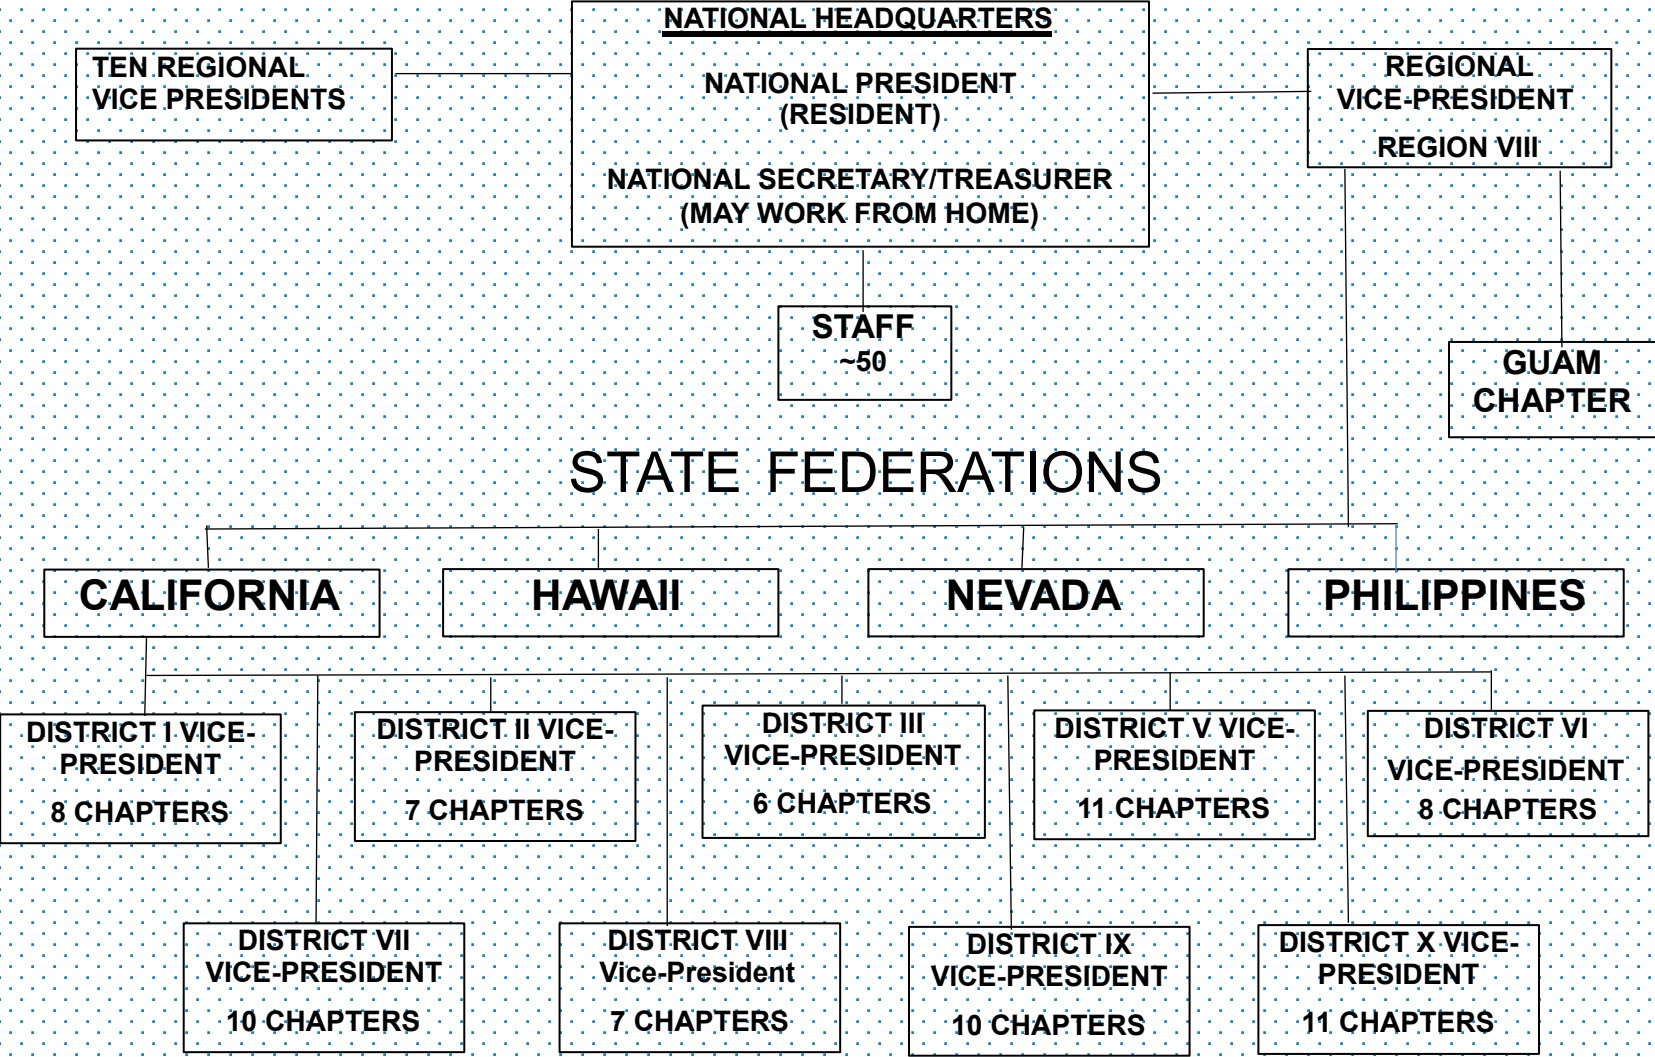 NATIONAL HEADQUARTERS
NATIONAL PRESIDENT
(RESIDENT)
NATIONAL SECRETARY/TREASURER
(MAY WORK FROM HOME)
TEN REGIONAL
VICE PRESIDENTS
REGIONAL
VICE-PRESIDENT
REGION VIII
STAFF
~50
GUAM
CHAPTER
STATE FEDERATIONS
CALIFORNIA
HAWAII
NEVADA
PHILIPPINES
DISTRICT I VICE-
PRESIDENT
8 CHAPTERS
DISTRICT II VICE-
PRESIDENT
7 CHAPTERS
DISTRICT III
VICE-PRESIDENT
6 CHAPTERS
DISTRICT V VICE-
PRESIDENT
11 CHAPTERS
DISTRICT VI
VICE-PRESIDENT
8 CHAPTERS
DISTRICT VII
VICE-PRESIDENT
10 CHAPTERS
DISTRICT VIII
Vice-President
7 CHAPTERS
DISTRICT IX
VICE-PRESIDENT
10 CHAPTERS
DISTRICT X VICE-
PRESIDENT
11 CHAPTERS